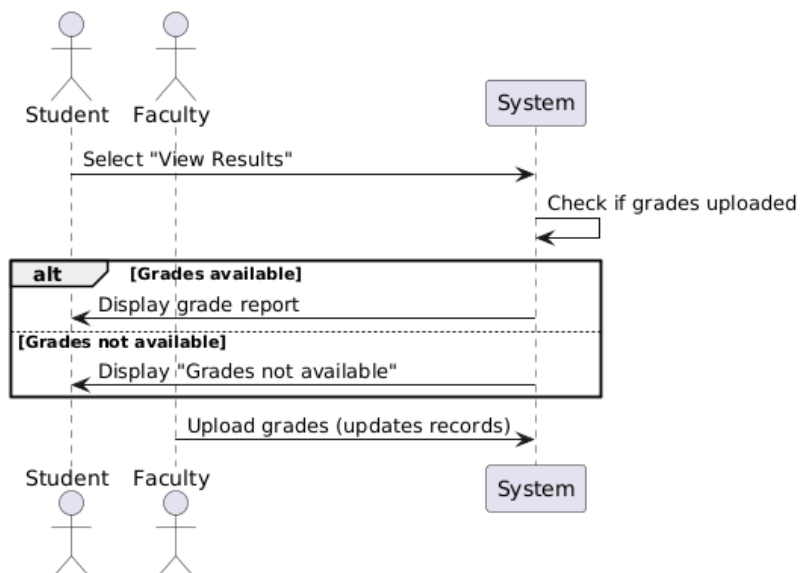 Student Faculty
System
Select "View Results"
Check if grades uploaded
alt [Grades available]
Display grade report
[Grades not available]
Display "Grades not available"
Upload grades (updates records)
Student Faculty
System